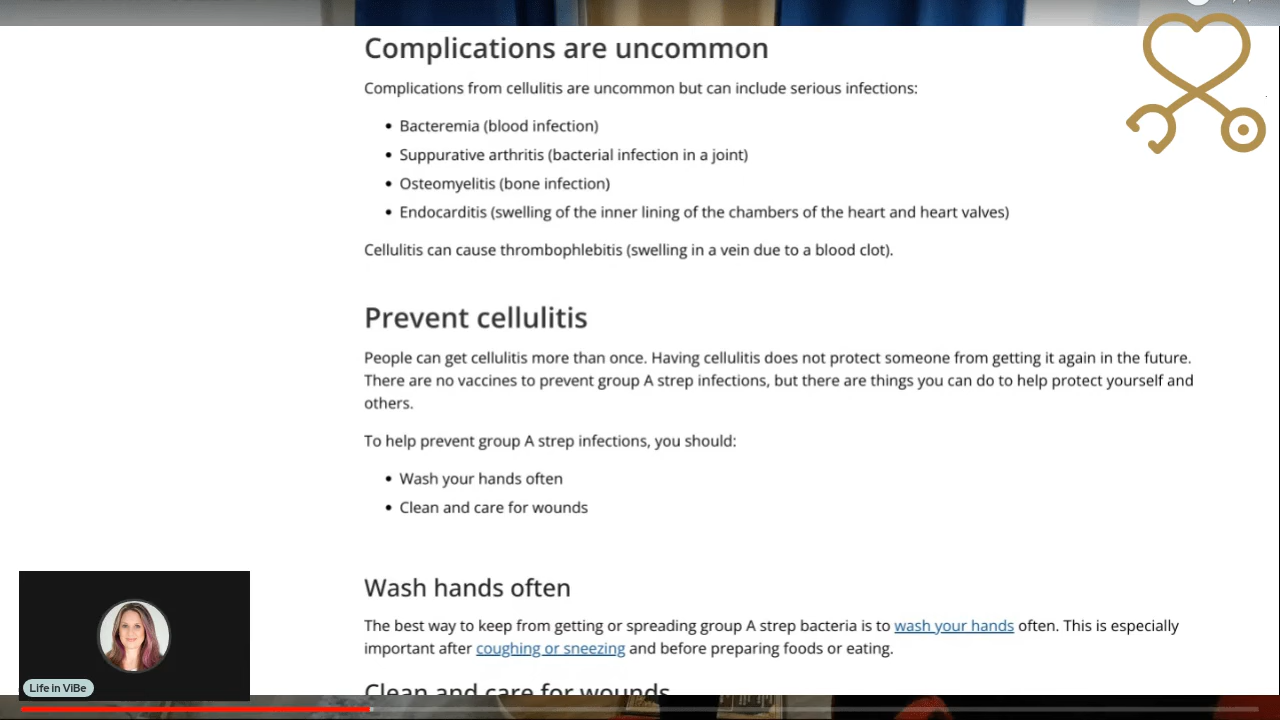 Complications are uncommon
Complications from cellulitis are uncommon but can include serious infections:
• Bacteremia (blood infection)
• Suppurative arthritis (bacterial infection in a joint)
• Osteomyelitis (bone infection)
• Endocarditis (swelling of the inner lining of the chambers of the heart and heart valves)
Cellulitis can cause thrombophlebitis (swelling in a vein due to a blood clot).
Prevent cellulitis
People can get cellulitis more than once. Having cellulitis does not protect someone from getting it again in the future.
There are no vaccines to prevent group A strep infections, but there are things you can do to help protect yourself and
others.
To help prevent group A strep infections, you should:
• Wash your hands often
• Clean and care for wounds
Wash hands often
The best way to keep from getting or spreading group A strep bacteria is to wash your hands often. This is especially
important after coughing or sneezing and before preparing foods or eating.
Clean and care for wounds
Life in ViBe